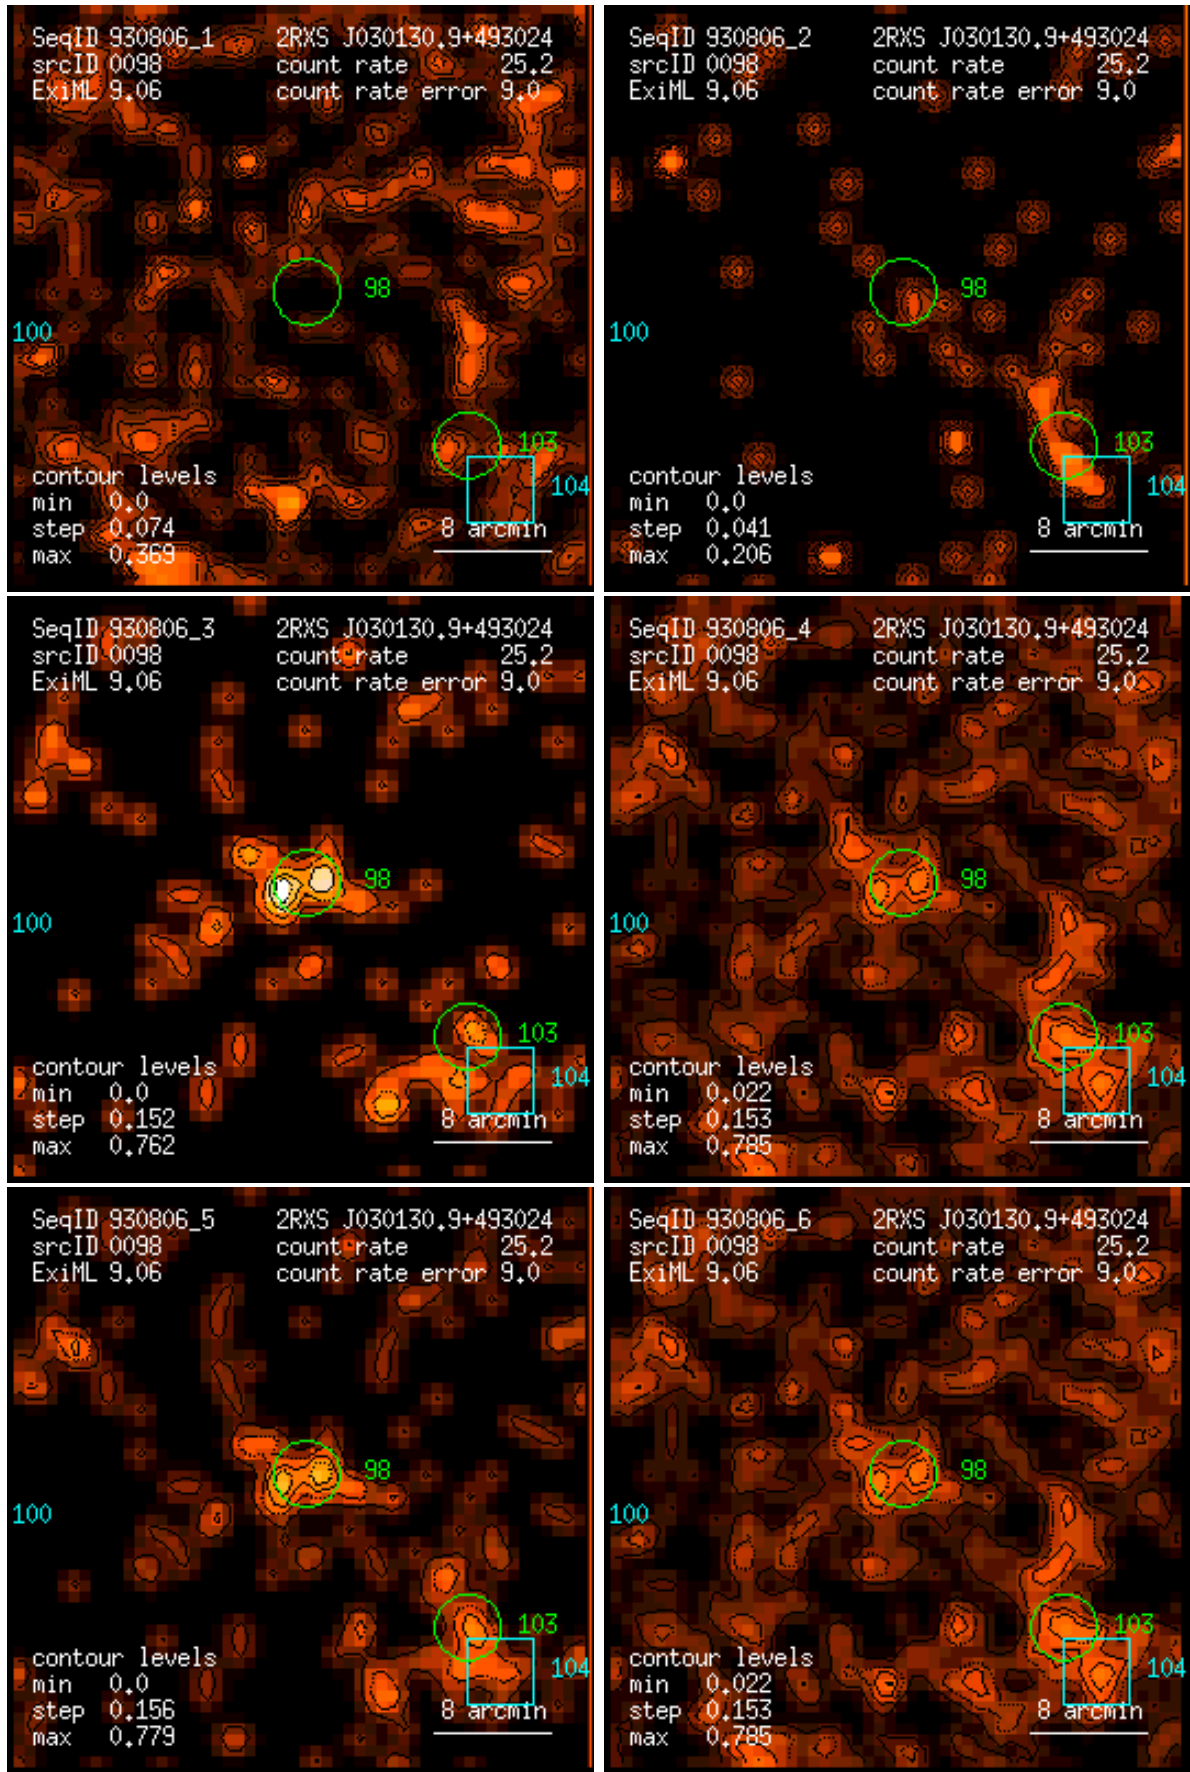 SeqID 930806_1 2RXS J030130.9+493024
srcID 0098 count rate 25.2
ExiML 9.06 count rate error 9.0
98
100
103
104
contour levels
min 0.0
step 0.074
max 0.369
8 arcmin
SeqID 930806_2 2RXS J030130.9+493024
srcID 0098 count rate 25.2
ExiML 9.06 count rate error 9.0
98
100
103
104
contour levels
min 0.0
step 0.041
max 0.206
8 arcmin
SeqID 930806_3 2RXS J030130.9+493024
srcID 0098 count rate 25.2
ExiML 9.06 count rate error 9.0
98
100
103
104
contour levels
min 0.0
step 0.152
max 0.762
8 arcmin
SeqID 930806_4 2RXS J030130.9+493024
srcID 0098 count rate 25.2
ExiML 9.06 count rate error 9.0
98
100
103
104
contour levels
min 0.022
step 0.153
max 0.785
8 arcmin
SeqID 930806_5 2RXS J030130.9+493024
srcID 0098 count rate 25.2
ExiML 9.06 count rate error 9.0
98
100
103
104
contour levels
min 0.0
step 0.156
max 0.779
8 arcmin
SeqID 930806_6 2RXS J030130.9+493024
srcID 0098 count rate 25.2
ExiML 9.06 count rate error 9.0
98
100
103
104
contour levels
min 0.022
step 0.153
max 0.785
8 arcmin